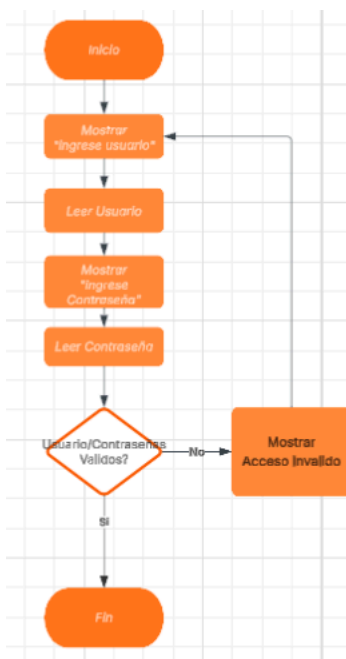 Inicio
Mostrar
"Ingrese usuario"
Leer Usuario
Mostrar
"Ingrese
Contraseña"
Leer Contraseña
Usuario/Contraseñas
Validos?
No
Mostrar
Acceso Invalido
Si
Fin